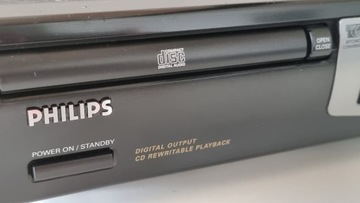 COMPACT
disc
DIGITAL AUDIO
OPEN
CLOSE
PHILIPS
POWER ON / STANDBY
DIGITAL OUTPUT
CD REWRITABLE PLAYBACK